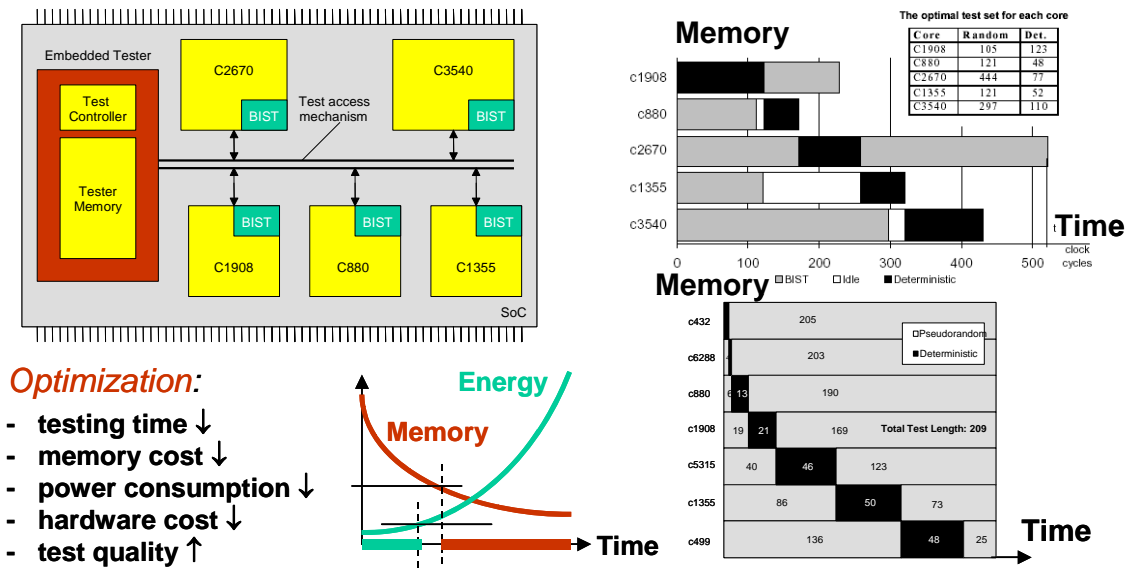 Embedded Tester
Test
Controller
Tester
Memory
C2670
BIST
C3540
BIST
Test access
mechanism
BIST
C1908
BIST
C880
BIST
C1355
SoC
Optimization:
- testing time ↓
- memory cost ↓
- power consumption ↓
- hardware cost ↓
- test quality ↑
Energy
Memory
Time
The optimal test set for each core
Core Random Det.
C1908 105 123
C880 121 48
C2670 444 77
C1355 121 52
C3540 297 110
Memory
c1908
c880
c2670
c1355
c3540
0 100 200 300 400 500
t
Time
clock
cycles
BIST Idle Deterministic
Memory
c432 205
Pseudorandom
Deterministic
c6288 203
c880 6 13 190
c1908 19 21 169 Total Test Length: 209
c5315 40 46 123
c1355 86 50 73
c499 136 48 25
Time